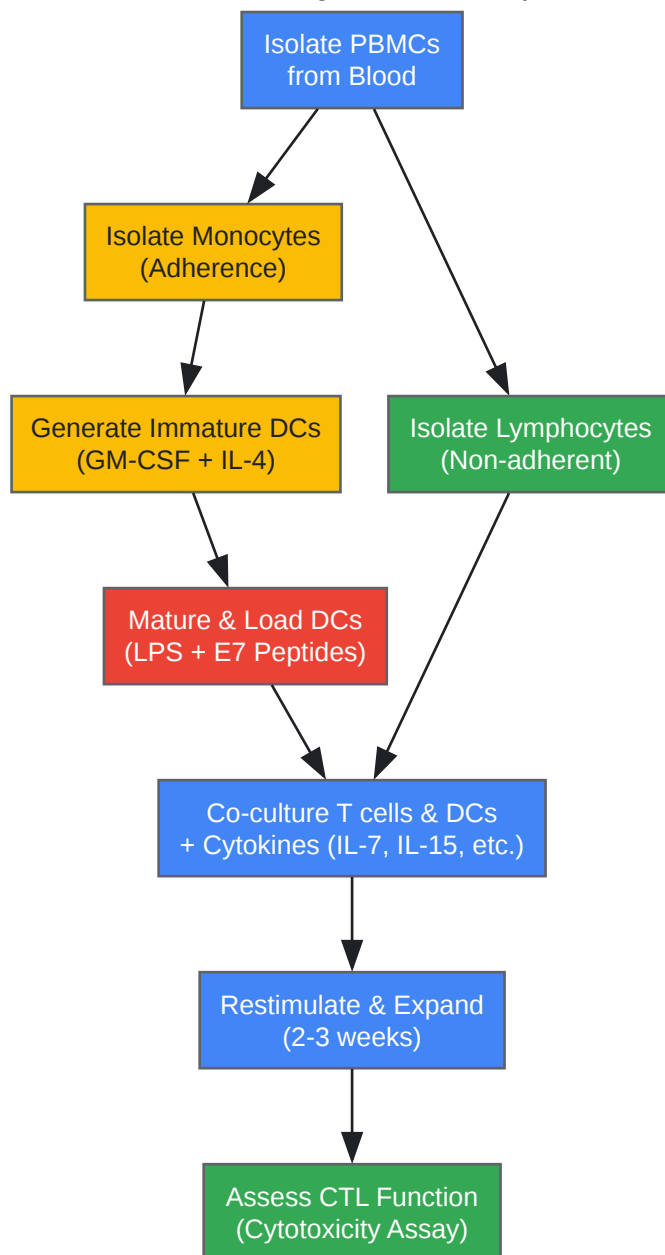 Isolate PBMCs
from Blood
Isolate Monocytes
(Adherence)
Generate Immature DCs
(GM-CSF + IL-4)
Isolate Lymphocytes
(Non-adherent)
Mature & Load DCs
(LPS + E7 Peptides)
Co-culture T cells & DCs
+ Cytokines (IL-7, IL-15, etc.)
Restimulate & Expand
(2-3 weeks)
Assess CTL Function
(Cytotoxicity Assay)